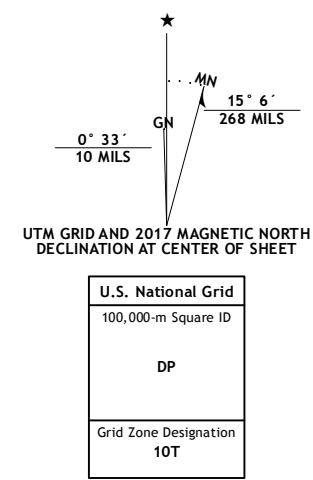 ★
MN
GN
15° 6´
268 MILS
0° 33´
10 MILS
UTM GRID AND 2017 MAGNETIC NORTH
DECLINATION AT CENTER OF SHEET
U.S. National Grid
100,000-m Square ID
DP
Grid Zone Designation
10T